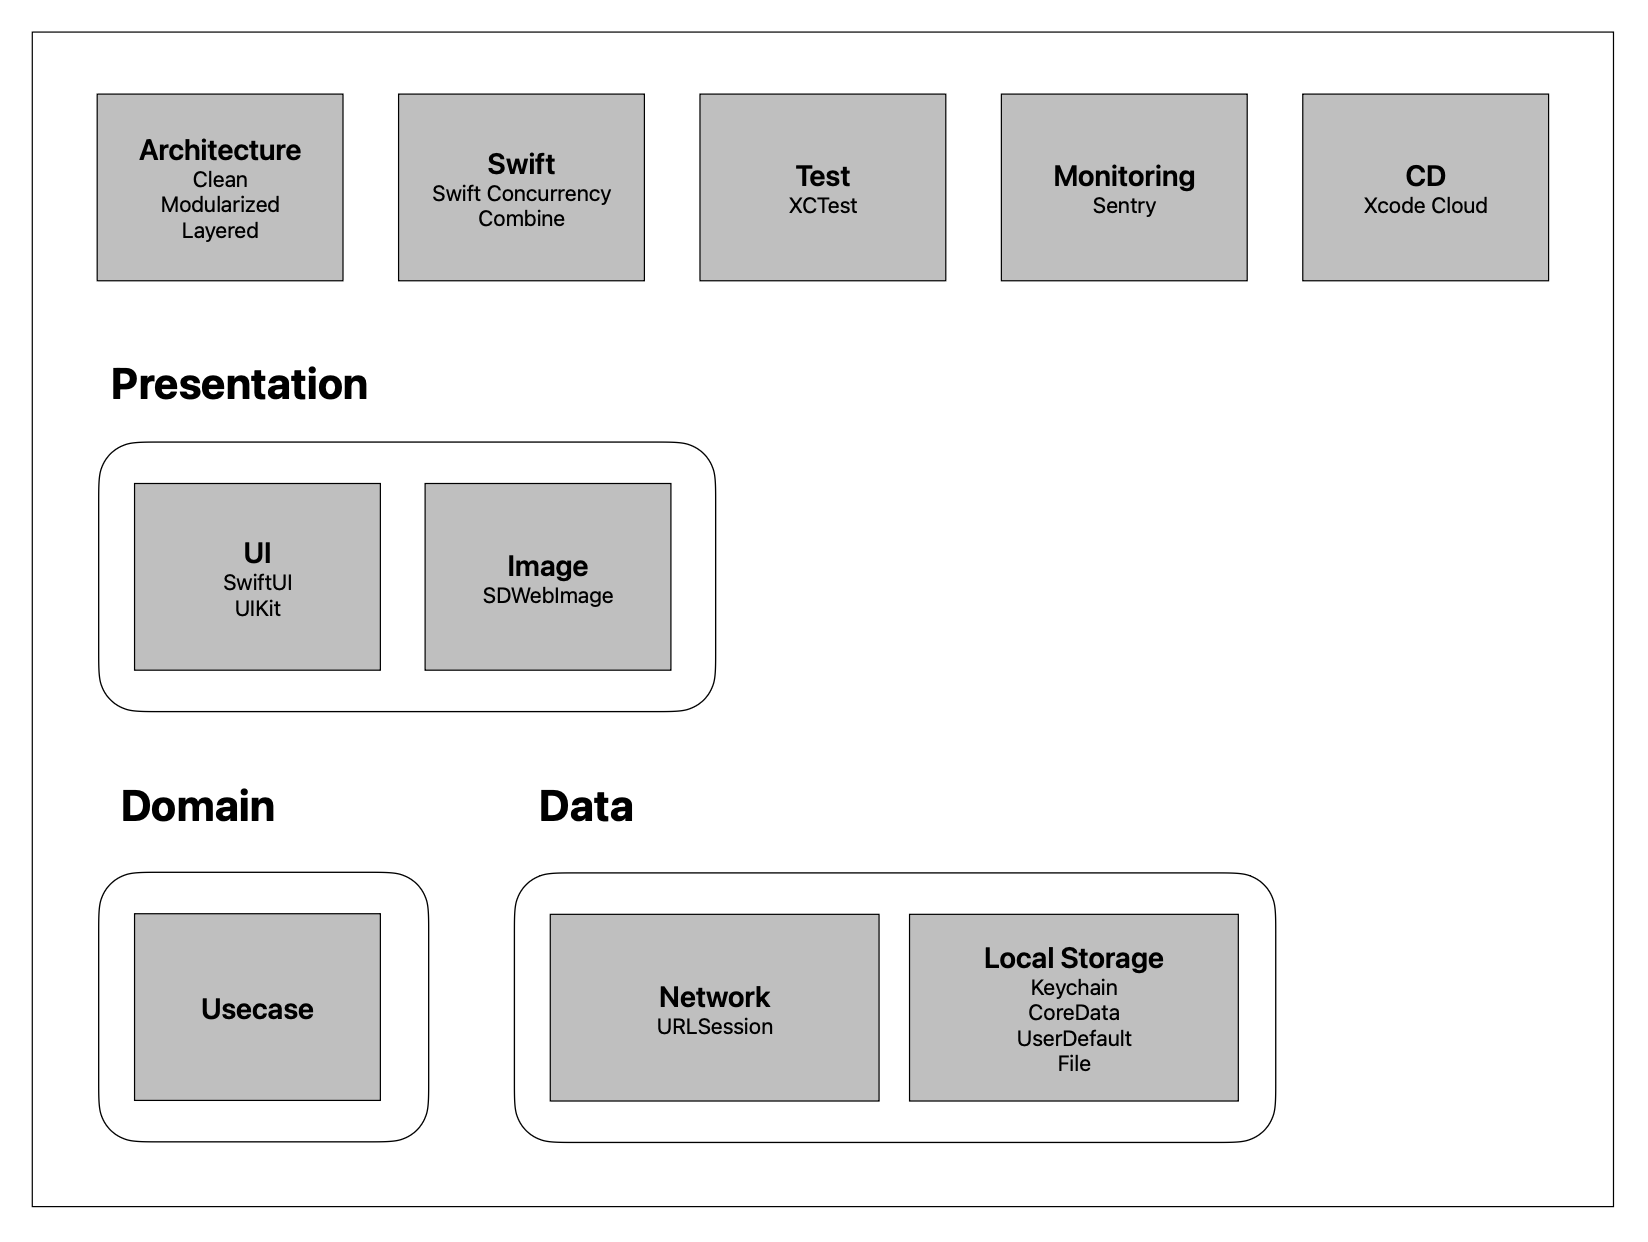 Architecture
Clean
Modularized
Layered
Swift
Swift Concurrency
Combine
Test
XCTest
Monitoring
Sentry
CD
Xcode Cloud
Presentation
UI
SwiftUI
UIKit
Image
SDWebImage
Domain
Usecase
Data
Network
URLSession
Local Storage
Keychain
CoreData
UserDefault
File